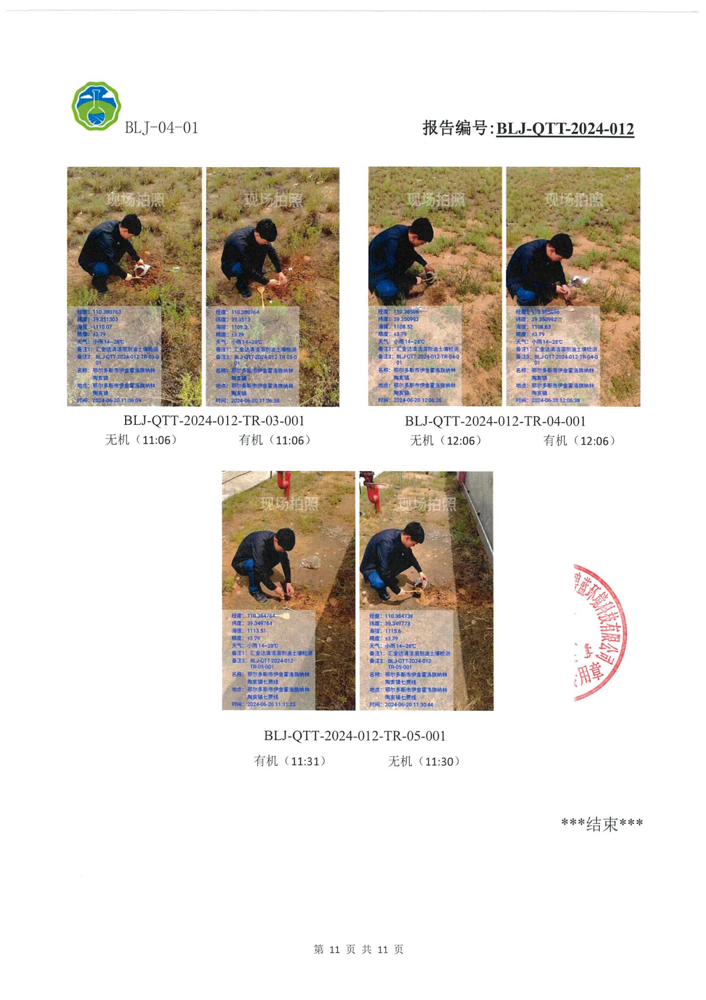 BLJ-04-01
报告编号:BLJ-QTT-2024-012
现场拍照
经度: 110.380763
纬度: 39.351303
海拔: 1110.07
精度: ±3.79
天气: 小雨14~28℃
备注1: 汇金达清洁溶剂油土壤检测
备注3: BLJ-QTT-2024-012-TR-03-0
01
名称: 鄂尔多斯市伊金霍洛旗纳林
陶亥镇
地点: 鄂尔多斯市伊金霍洛旗纳林
陶亥镇
时间: 2024-06-20 11:06:09
现场拍照
经度: 110.380764
纬度: 39.3513
海拔: 1109.2
精度: ±3.79
天气: 小雨14~28℃
备注1: 汇金达清洁溶剂油土壤检测
备注3: BLJ-QTT-2024-012-TR-03-0
01
名称: 鄂尔多斯市伊金霍洛旗纳林
陶亥镇
地点: 鄂尔多斯市伊金霍洛旗纳林
陶亥镇
时间: 2024-06-20 11:06:38
现场拍照
经度: 110.38506
纬度: 39.350993
海拔: 1108.52
精度: ±3.79
天气: 小雨14~28℃
备注1: 汇金达清洁溶剂油土壤检测
备注3: BLJ-QTT-2024-012-TR-04-0
01
名称: 鄂尔多斯市伊金霍洛旗纳林
陶亥镇
地点: 鄂尔多斯市伊金霍洛旗纳林
陶亥镇
时间: 2024-06-20 12:06:26
现场拍照
经度: 110.385056
纬度: 39.350992
海拔: 1108.63
精度: ±3.79
天气: 小雨14~28℃
备注1: 汇金达清洁溶剂油土壤检测
备注3: BLJ-QTT-2024-012-TR-04-0
01
名称: 鄂尔多斯市伊金霍洛旗纳林
陶亥镇
地点: 鄂尔多斯市伊金霍洛旗纳林
陶亥镇
时间: 2024-06-20 12:06:38
BLJ-QTT-2024-012-TR-03-001
BLJ-QTT-2024-012-TR-04-001
无机（11:06） 有机（11:06）
无机（12:06） 有机（12:06）
现场拍照
经度: 110.384764
纬度: 39.349784
海拔: 1113.51
精度: ±3.79
天气: 小雨14~28℃
备注1: 汇金达清洁溶剂油土壤检测
备注3: BLJ-QTT-2024-012-
TR-05-001
名称: 鄂尔多斯市伊金霍洛旗纳林
陶亥镇七贾线
地点: 鄂尔多斯市伊金霍洛旗纳林
陶亥镇七贾线
时间: 2024-06-20 11:31:23
现场拍照
经度: 110.384738
纬度: 39.349773
海拔: 1115.6
精度: ±3.79
天气: 小雨14~28℃
备注1: 汇金达清洁溶剂油土壤检测
备注3: BLJ-QTT-2024-012-
TR-05-001
名称: 鄂尔多斯市伊金霍洛旗纳林
陶亥镇七贾线
地点: 鄂尔多斯市伊金霍洛旗纳林
陶亥镇七贾线
时间: 2024-06-20 11:30:44
碧蓝环境科技有限公司
用章
BLJ-QTT-2024-012-TR-05-001
有机（11:31） 无机（11:30）
***结束***
第 11 页 共 11 页